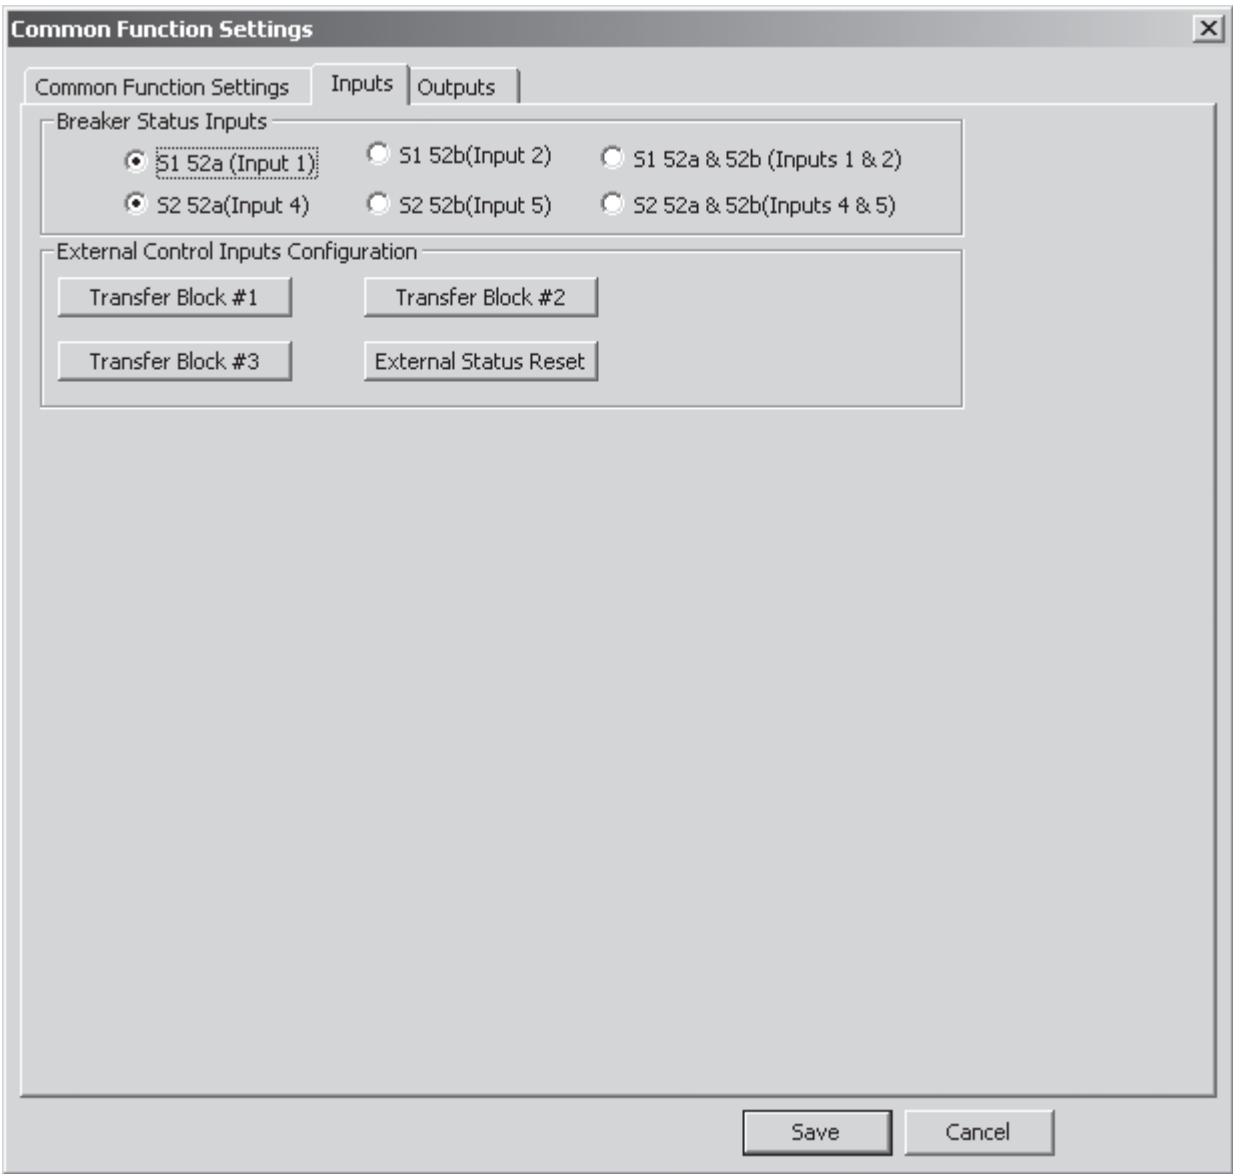 Common Function Settings
Common Function Settings Inputs Outputs
Breaker Status Inputs
S1 52a (Input 1) S1 52b(Input 2) S1 52a & 52b (Inputs 1 & 2)
S2 52a(Input 4) S2 52b(Input 5) S2 52a & 52b(Inputs 4 & 5)
External Control Inputs Configuration
Transfer Block #1 Transfer Block #2
Transfer Block #3 External Status Reset
Save Cancel